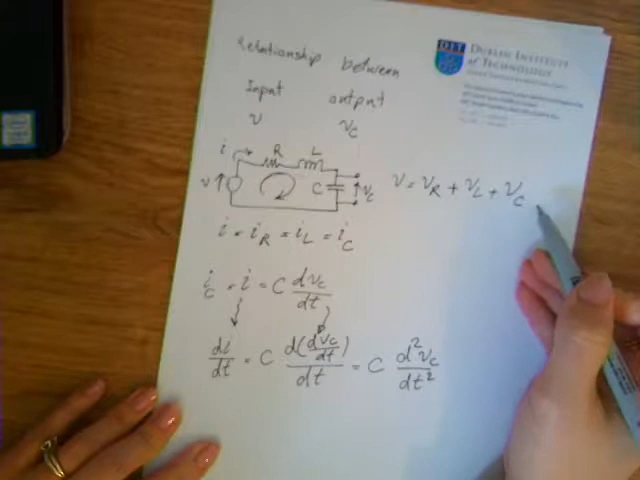 Relationship between
Input output
v v_C
DIT DUBLIN INSTITUTE
of TECHNOLOGY
i R L
v C v_C
v = v_R + v_L + v_C
i = i_R = i_L = i_C
i_C = i = C dv_C/dt
di/dt = C d(dv_C/dt)/dt = C d²v_C/dt²